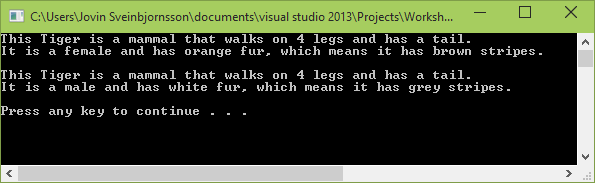 C:\Users\Jovin Sveinbjornsson\documents\visual studio 2013\Projects\Worksh...
This Tiger is a mammal that walks on 4 legs and has a tail.
It is a female and has orange fur, which means it has brown stripes.
This Tiger is a mammal that walks on 4 legs and has a tail.
It is a male and has white fur, which means it has grey stripes.
Press any key to continue . . .